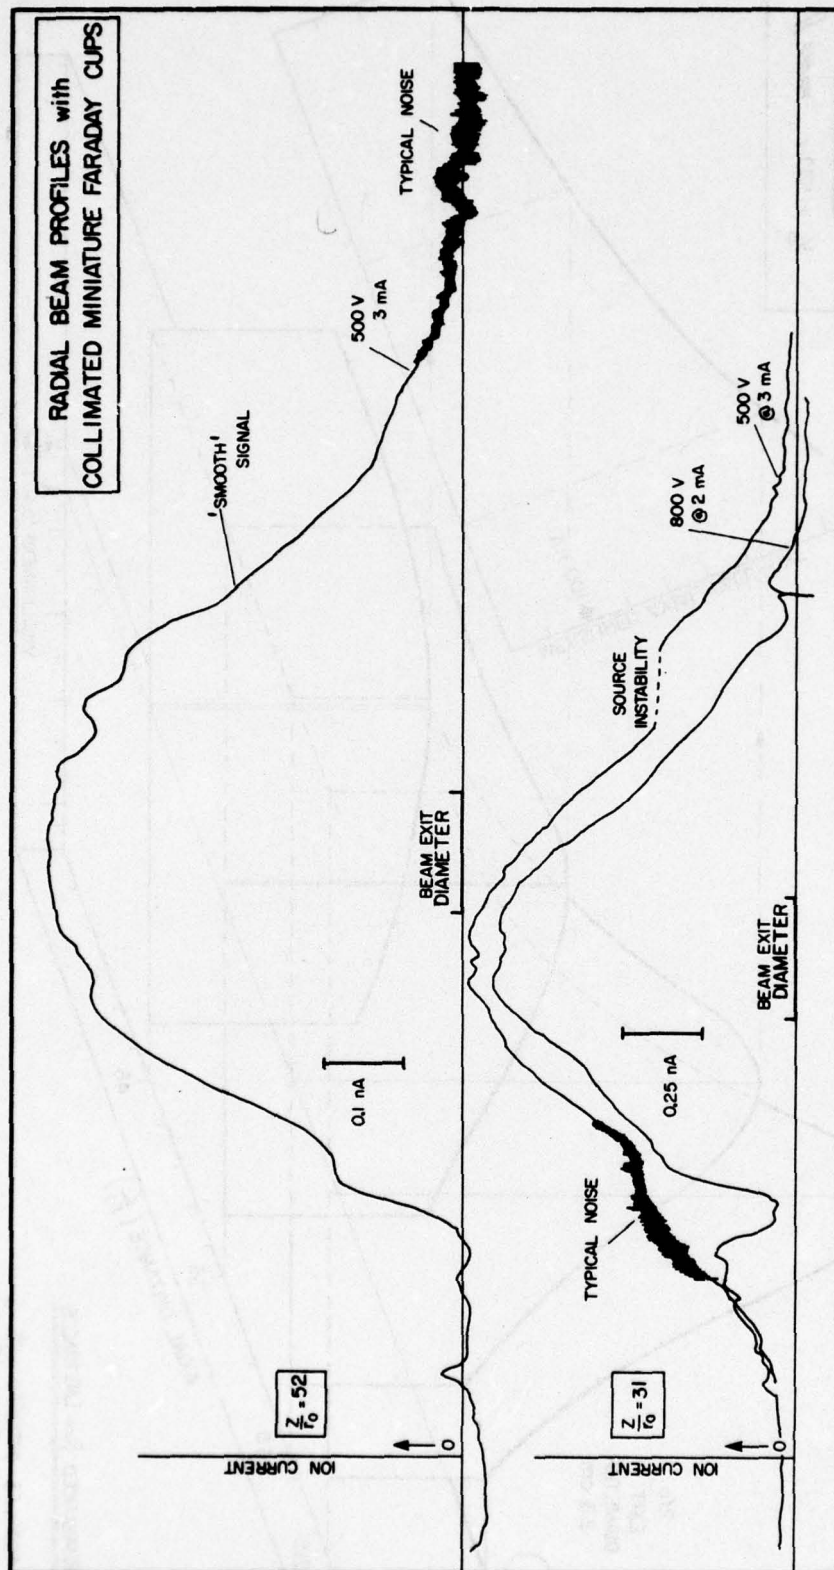 RADIAL BEAM PROFILES with
COLLIMATED MINIATURE FARADAY CUPS
'SMOOTH'
SIGNAL
500 V
3 mA
TYPICAL NOISE
BEAM EXIT
DIAMETER
0.1 nA
Z/r₀ = 52
ION CURRENT
0
SOURCE
INSTABILITY
800 V
@ 2 mA
500 V
@ 3 mA
BEAM EXIT
DIAMETER
0.25 nA
TYPICAL NOISE
Z/r₀ = 31
ION CURRENT
0